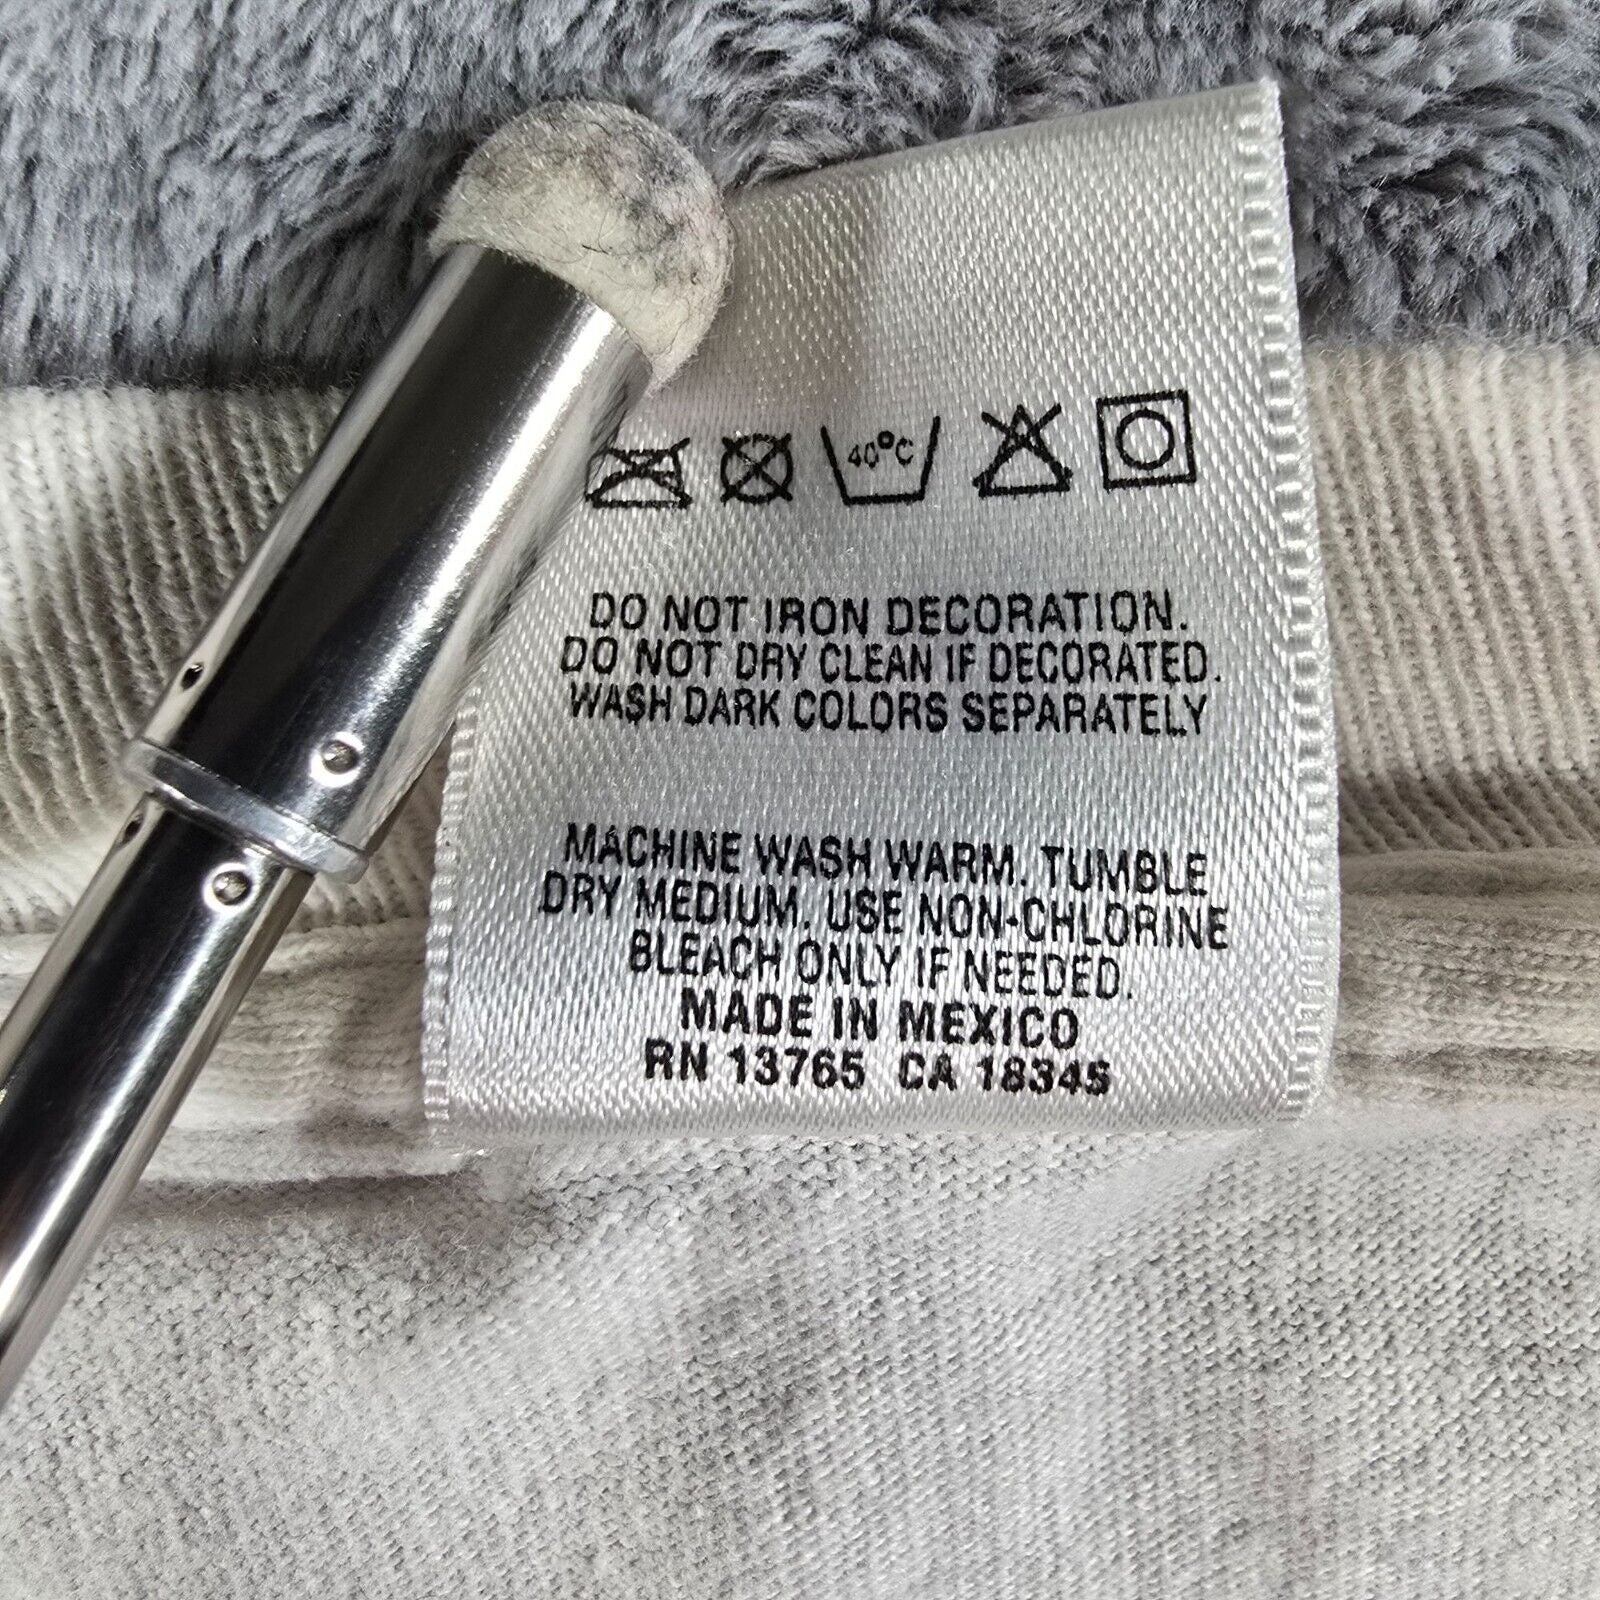 40°C
DO NOT IRON DECORATION.
DO NOT DRY CLEAN IF DECORATED.
WASH DARK COLORS SEPARATELY
MACHINE WASH WARM. TUMBLE
DRY MEDIUM. USE NON-CHLORINE
BLEACH ONLY IF NEEDED.
MADE IN MEXICO
RN 13765 CA 18345